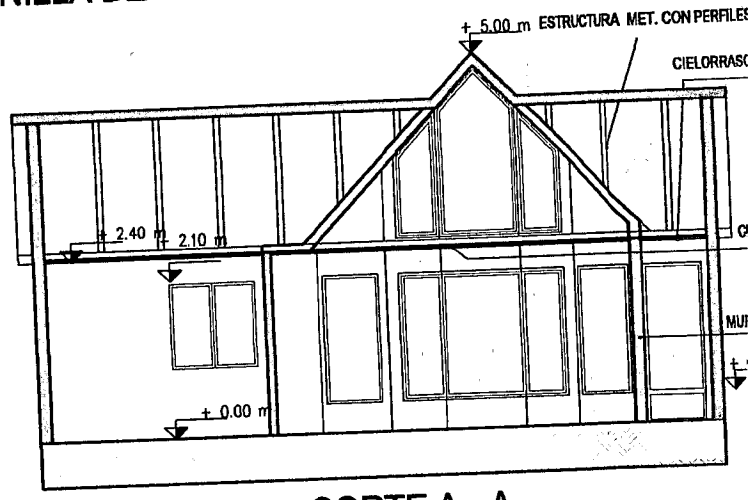 + 5.00 m
ESTRUCTURA MET. CON PERFILES
CIELORRASO
+ 2.40 m
+ 2.10 m
+ 0.00 m
CORTE A - A